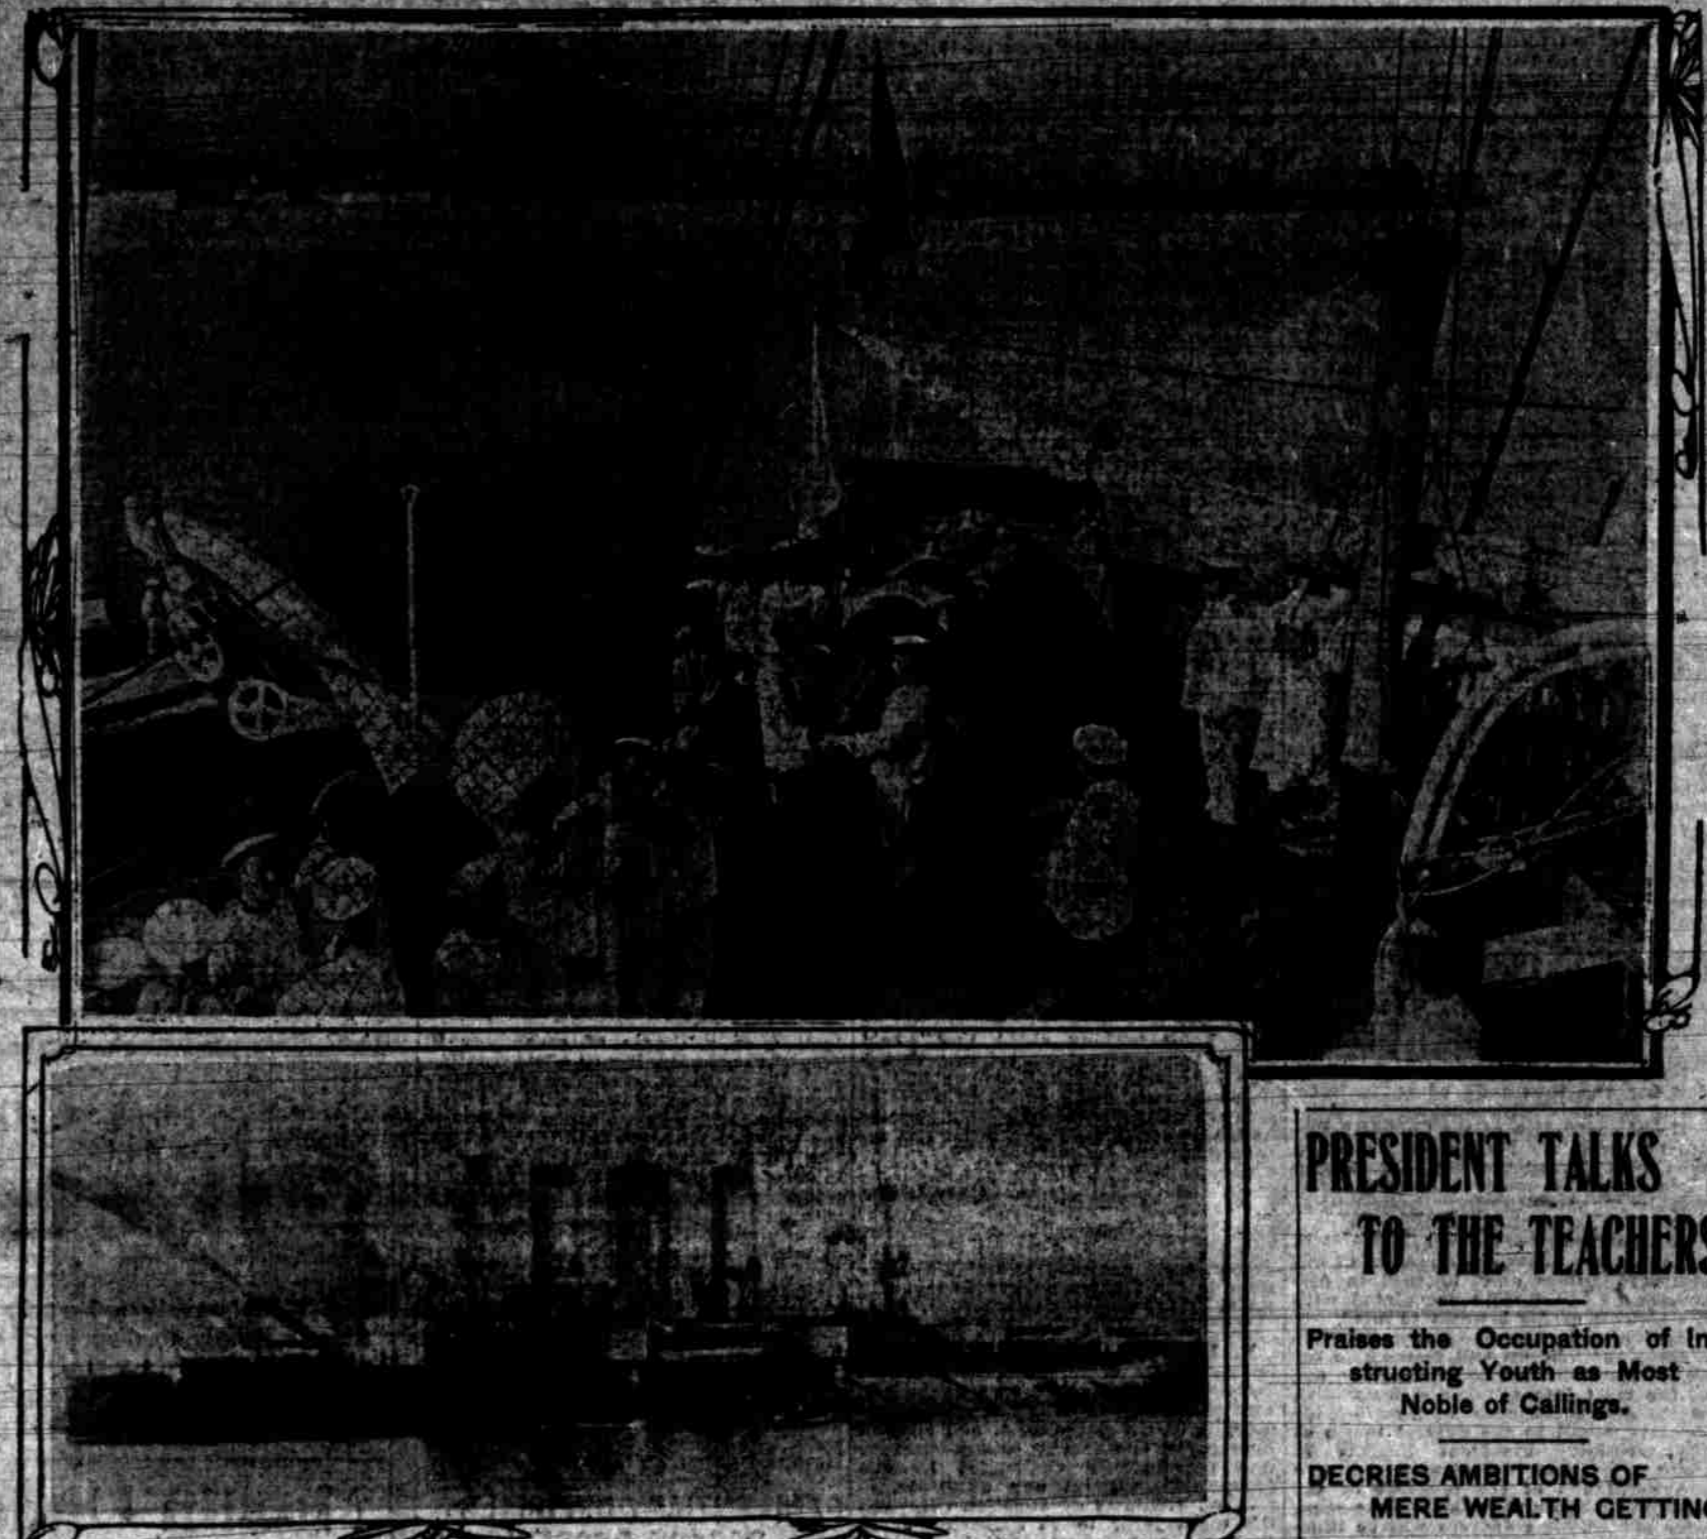 PRESIDENT TALKS
TO THE TEACHERS
Praises the Occupation of In-
structing Youth as Most
Noble of Callings.
DECRIES AMBITIONS OF
MERE WEALTH GETTIN